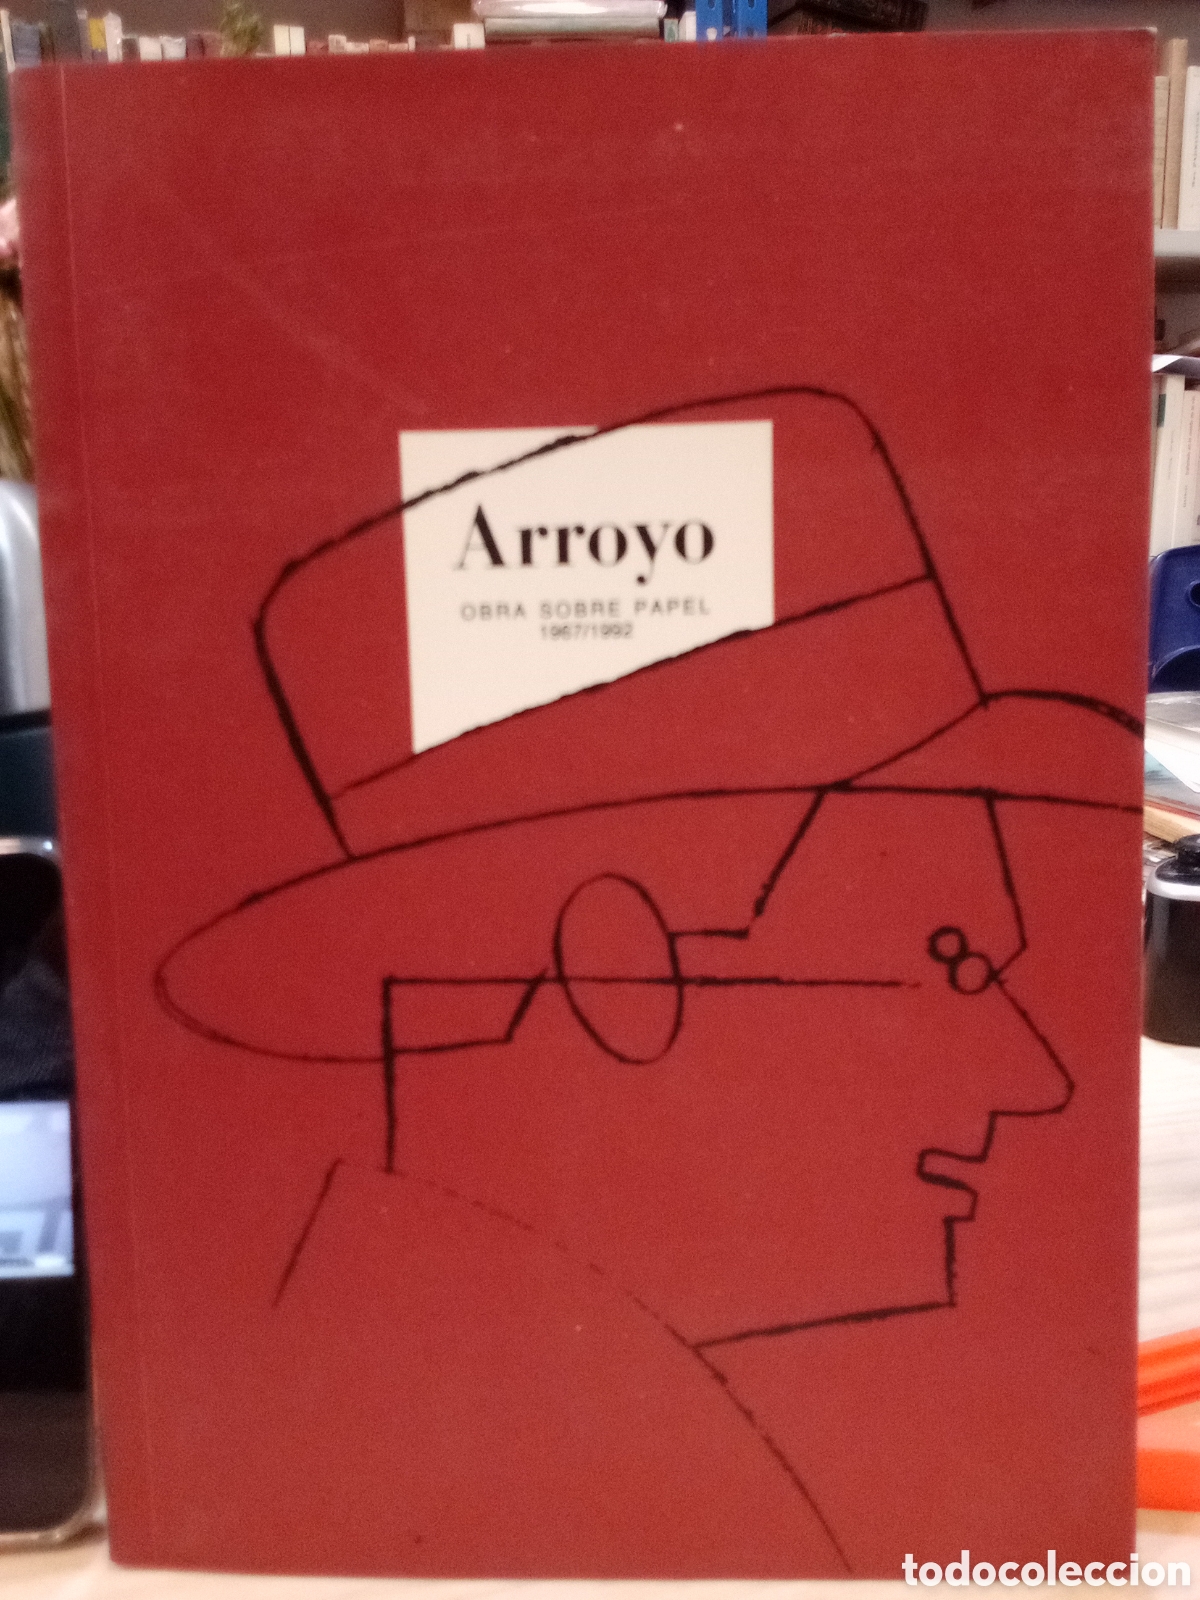 Arroyo
OBRA SOBRE PAPEL
1967/1992
todocoleccion